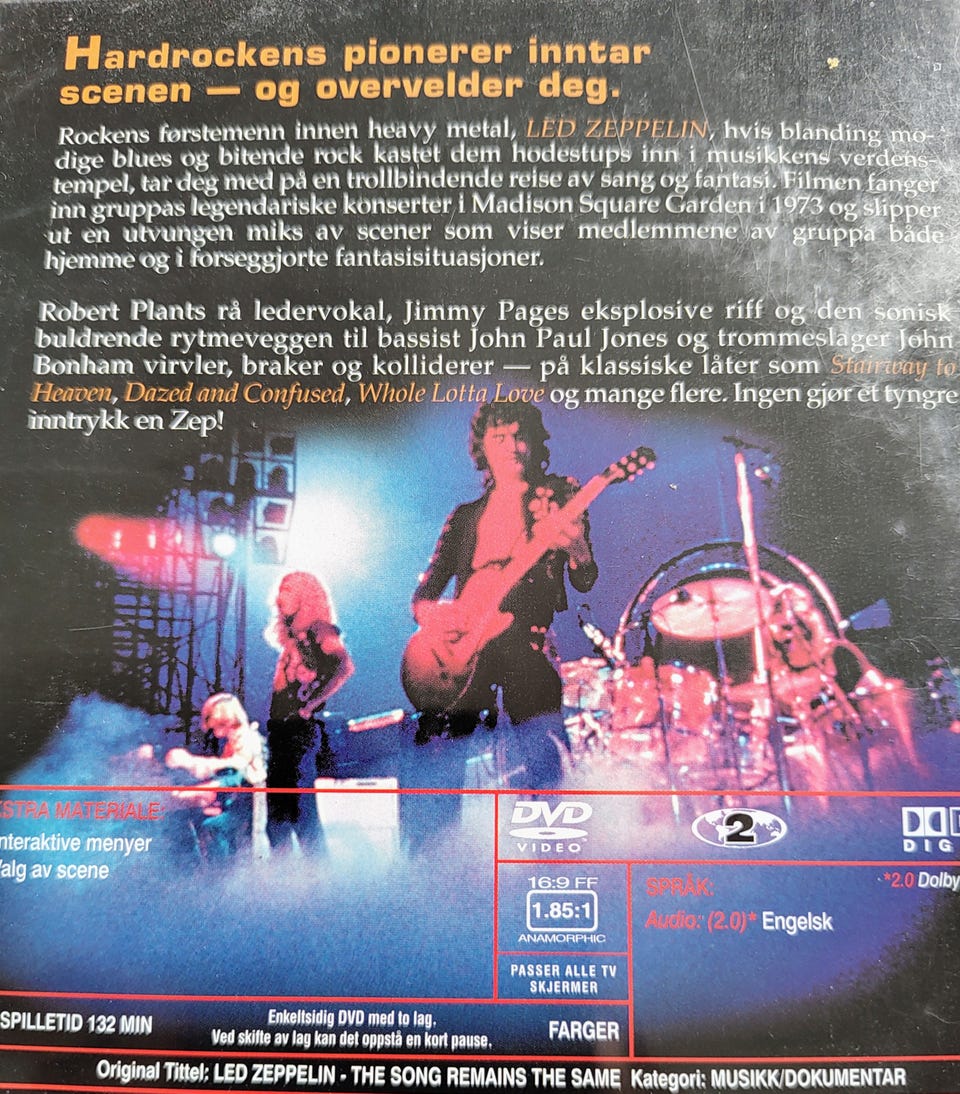 Hardrockens pionerer inntar
scenen — og overvelder deg.
Rockens førstemenn innen heavy metal, LED ZEPPELIN, hvis blanding mo-
dige blues og bitende rock kastet dem hodestups inn i musikkens verdens-
tempel, tar deg med på en trollbindende reise av sang og fantasi. Filmen fanger
inn gruppas legendariske konserter i Madison Square Garden i 1973 og slipper
ut en utvungen miks av scener som viser medlemmene av gruppa både
hjemme og i forseggjorte fantasisituasjoner.
Robert Plants rå ledervokal, Jimmy Pages eksplosive riff og den sonisk
buldrende rytmeveggen til bassist John Paul Jones og trommeslager John
Bonham virvler, braker og kolliderer — på klassiske låter som Stairway to
Heaven, Dazed and Confused, Whole Lotta Love og mange flere. Ingen gjør et tyngre
inntrykk en Zep!
STRA MATERIALE:
nteraktive menyer
alg av scene
DVD
VIDEO
2
DIG
16:9 FF
1.85:1
ANAMORPHIC
PASSER ALLE TV
SKJERMER
SPRÅK:
*2.0 Dolby
Audio: (2.0)* Engelsk
SPILLETID 132 MIN
Enkeltsidig DVD med to lag.
Ved skifte av lag kan det oppstå en kort pause.
FARGER
Original Tittel: LED ZEPPELIN - THE SONG REMAINS THE SAME Kategori: MUSIKK/DOKUMENTAR